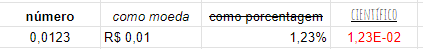 número como moeda como porcentagem CIENTÍFICO
0,0123 R$ 0,01 1,23% 1,23E-02